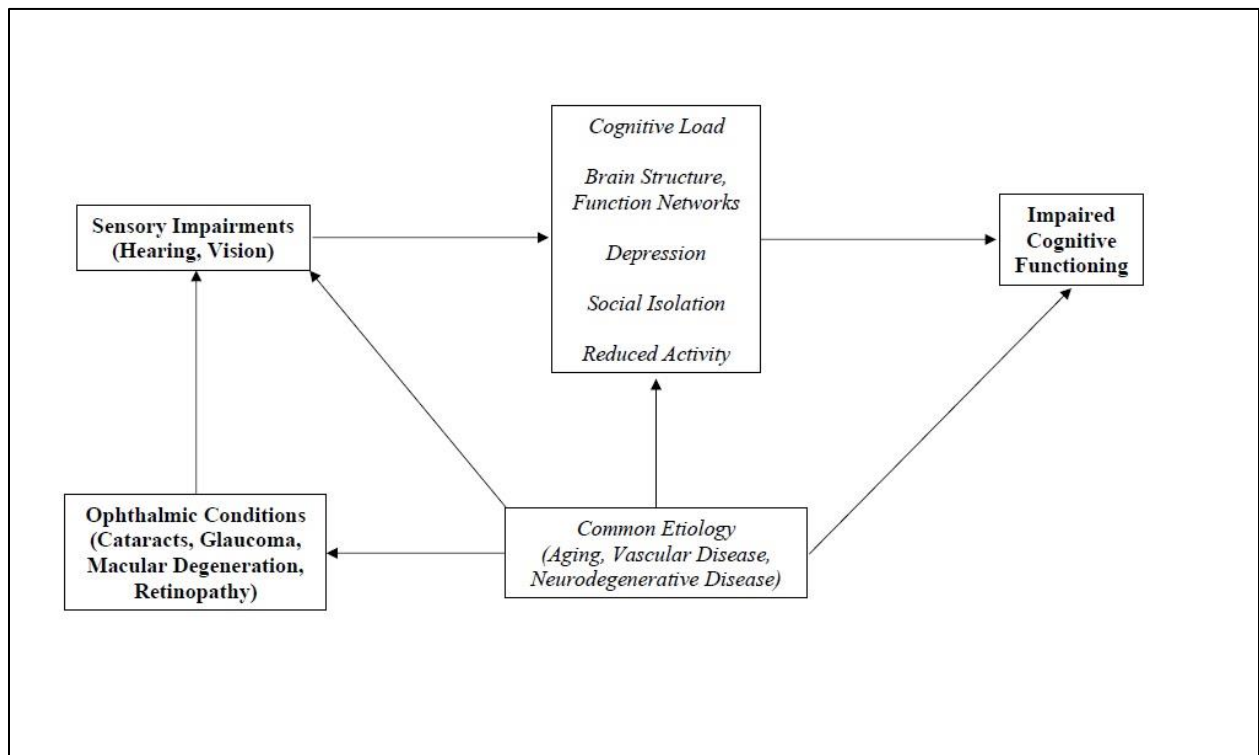 Cognitive Load
Brain Structure,
Function Networks
Depression
Social Isolation
Reduced Activity
Sensory Impairments
(Hearing, Vision)
Impaired
Cognitive
Functioning
Ophthalmic Conditions
(Cataracts, Glaucoma,
Macular Degeneration,
Retinopathy)
Common Etiology
(Aging, Vascular Disease,
Neurodegenerative Disease)